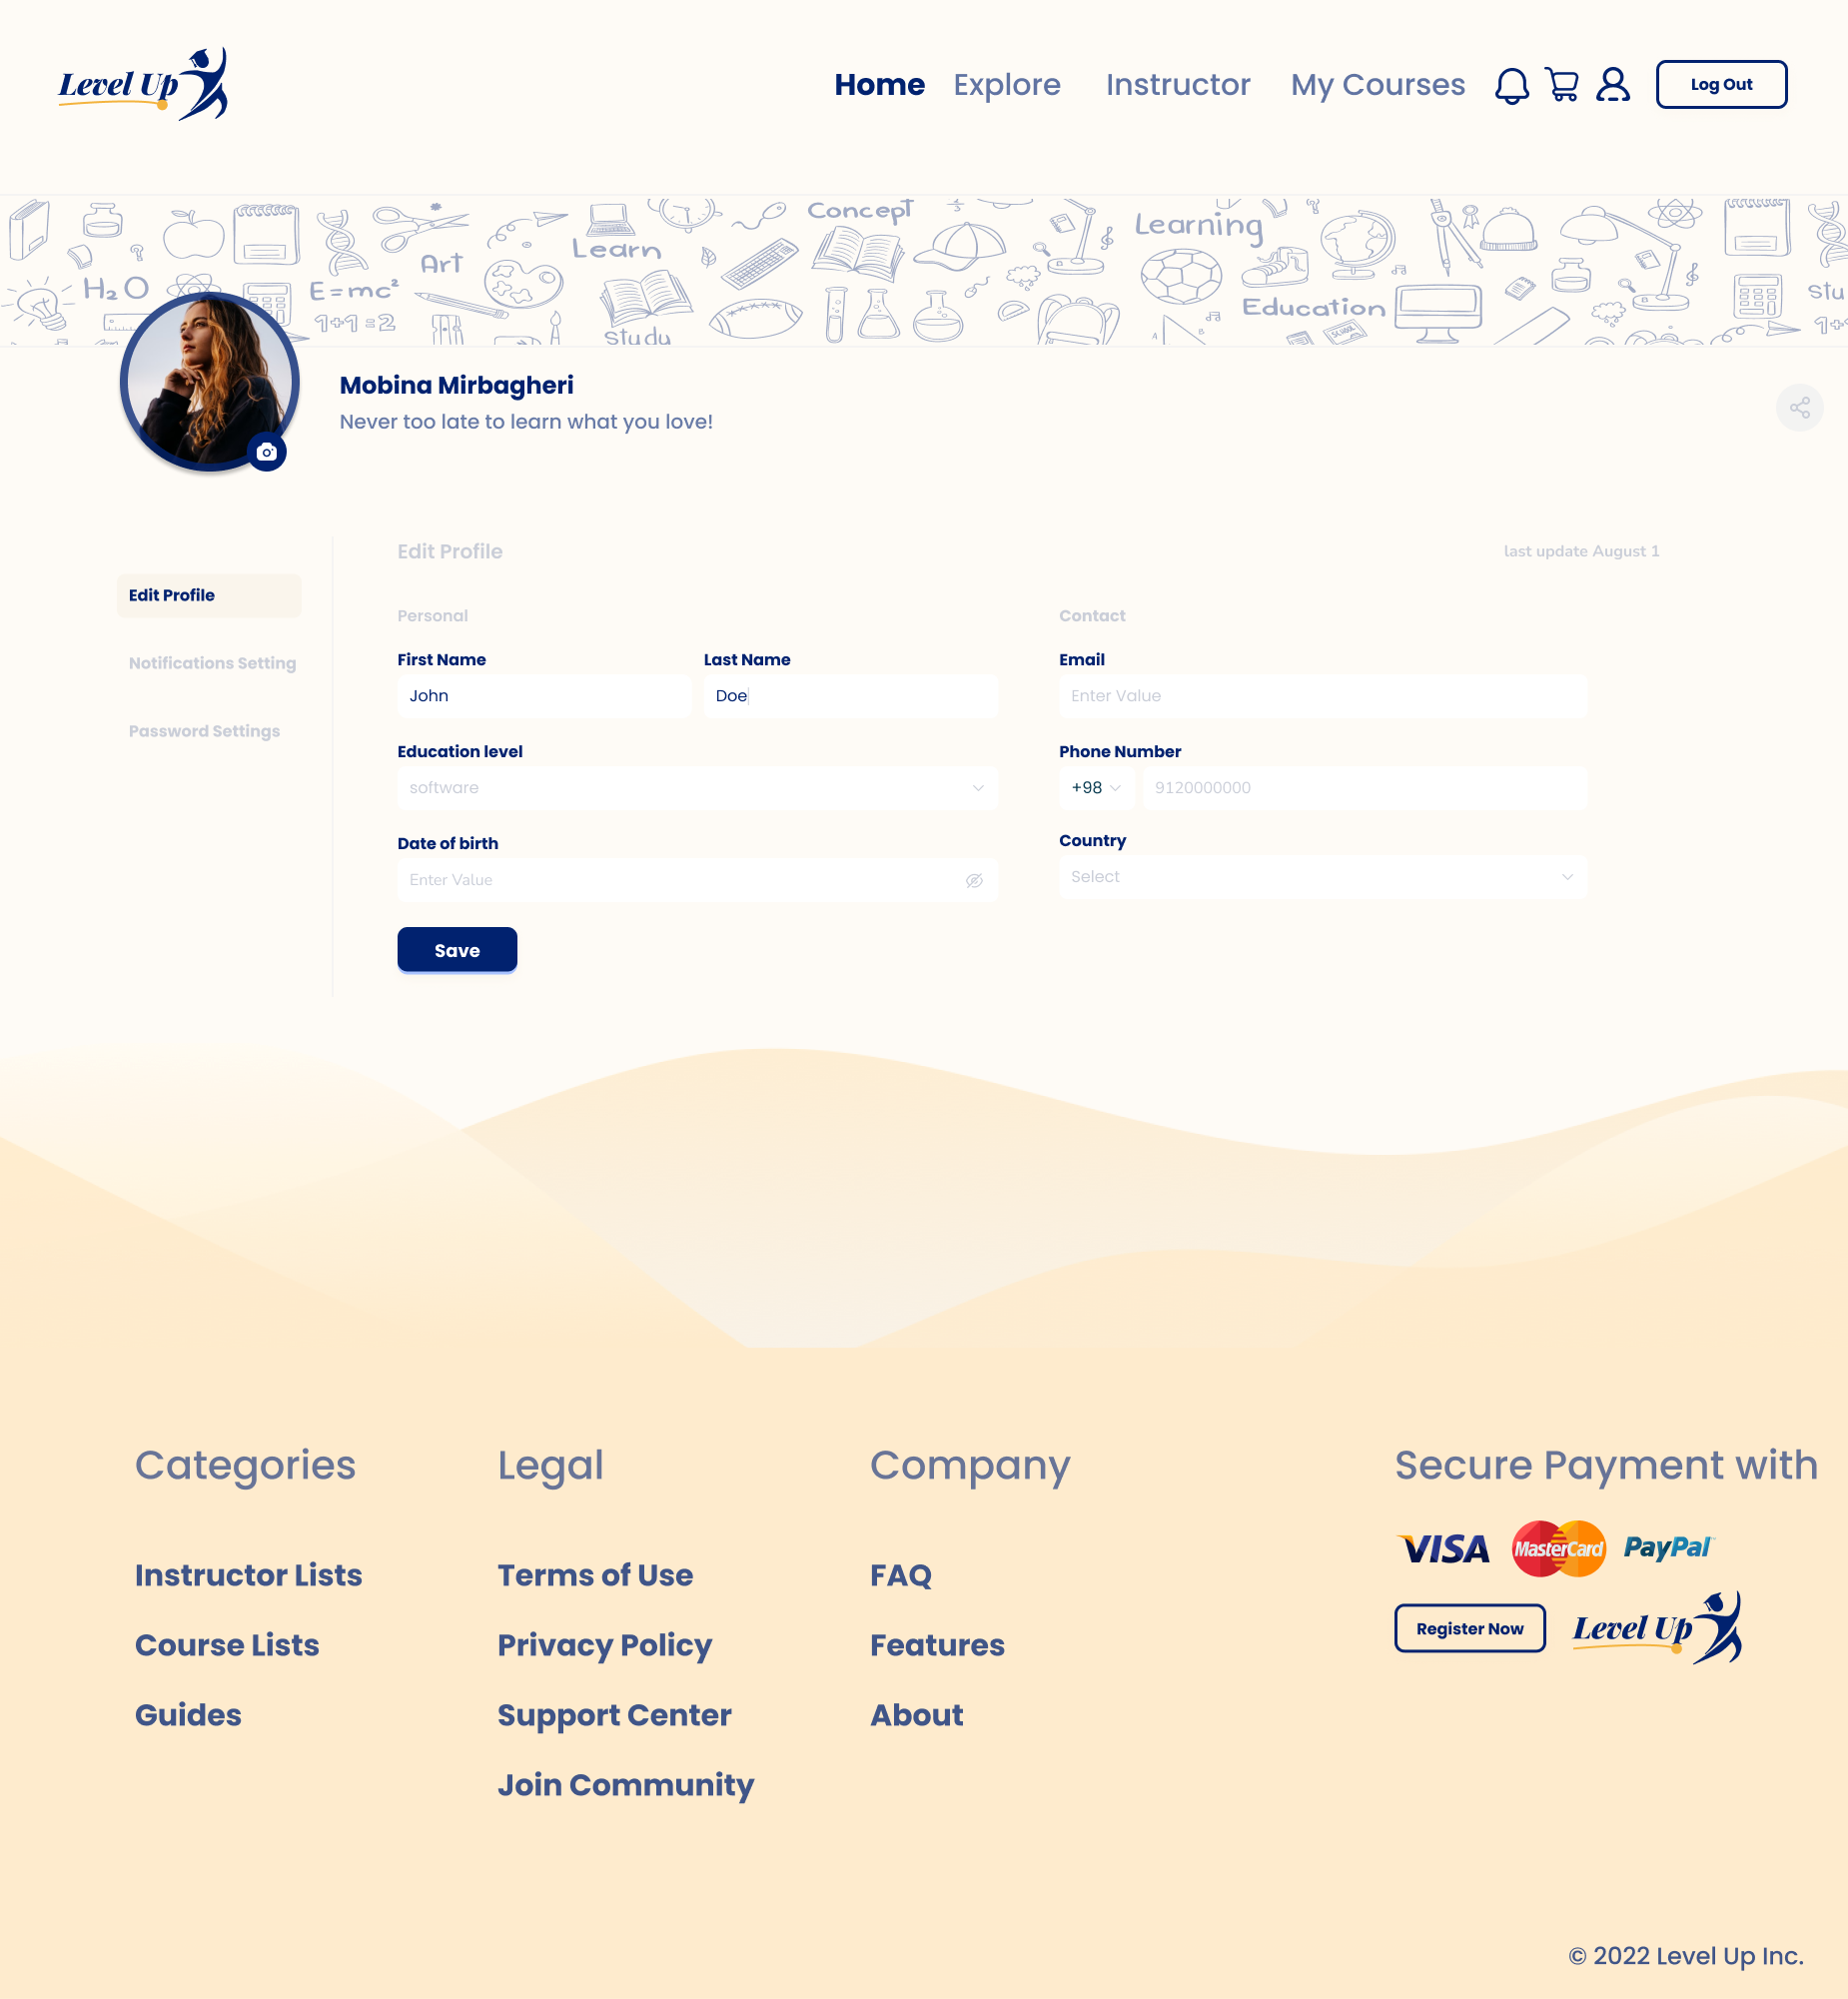 Level Up
Home Explore Instructor My Courses Log Out
Concept
Learning
Learn
Art
H₂O
E=mc²
stu
Education
1+1=2
1+1
study
SCHOOL
A
Mobina Mirbagheri
Never too late to learn what you love!
Edit Profile
last update August 1
Edit Profile
Notifications Setting
Password Settings
Personal
First Name
John
Last Name
Doe
Education level
software
Date of birth
Enter Value
Save
Contact
Email
Enter Value
Phone Number
+98
9120000000
Country
Select
Categories
Instructor Lists
Course Lists
Guides
Legal
Terms of Use
Privacy Policy
Support Center
Join Community
Company
FAQ
Features
About
Secure Payment with
VISA MasterCard PayPal
Register Now
Level Up
© 2022 Level Up Inc.